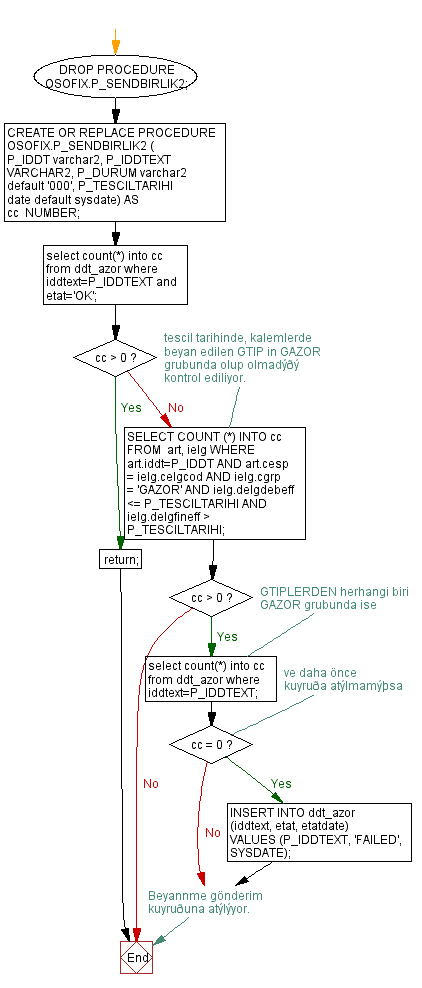 DROP PROCEDURE
OSOFIX.P_SENDBIRLIK2;
CREATE OR REPLACE PROCEDURE
OSOFIX.P_SENDBIRLIK2 (
P_IDDT varchar2, P_IDDTEXT
VARCHAR2, P_DURUM varchar2
default '000', P_TESCILTARIHI
date default sysdate) AS
cc  NUMBER;
select count(*) into cc
from ddt_azor where
iddtext=P_IDDTEXT and
etat='OK';
cc > 0 ?
tescil tarihinde, kalemlerde
beyan edilen GTIP in GAZOR
grubunda olup olmadýðý
kontrol ediliyor.
Yes
No
SELECT COUNT (*) INTO cc
FROM  art, ielg WHERE
art.iddt=P_IDDT AND art.cesp
= ielg.celgcod AND ielg.cgrp
= 'GAZOR' AND ielg.delgdebeff
<= P_TESCILTARIHI AND
ielg.delgfineff >
P_TESCILTARIHI;
return;
cc > 0 ?
GTIPLERDEN herhangi biri
GAZOR grubunda ise
Yes
select count(*) into cc
from ddt_azor where
iddtext=P_IDDTEXT;
ve daha önce
kuyruða atýlmamýþsa
cc = 0 ?
No
Yes
INSERT INTO ddt_azor
(iddtext, etat, etatdate)
VALUES (P_IDDTEXT, 'FAILED',
SYSDATE);
No
Beyannme gönderim
kuyruðuna atýlýyor.
End